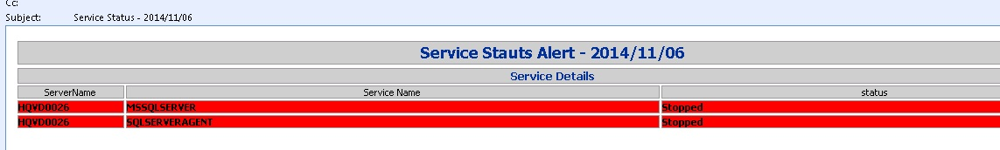 Cc:
Subject: Service Status - 2014/11/06
Service Stauts Alert - 2014/11/06
Service Details
ServerName Service Name status
HQVD0026 MSSQLSERVER Stopped
HQVD0026 SQLSERVERAGENT Stopped